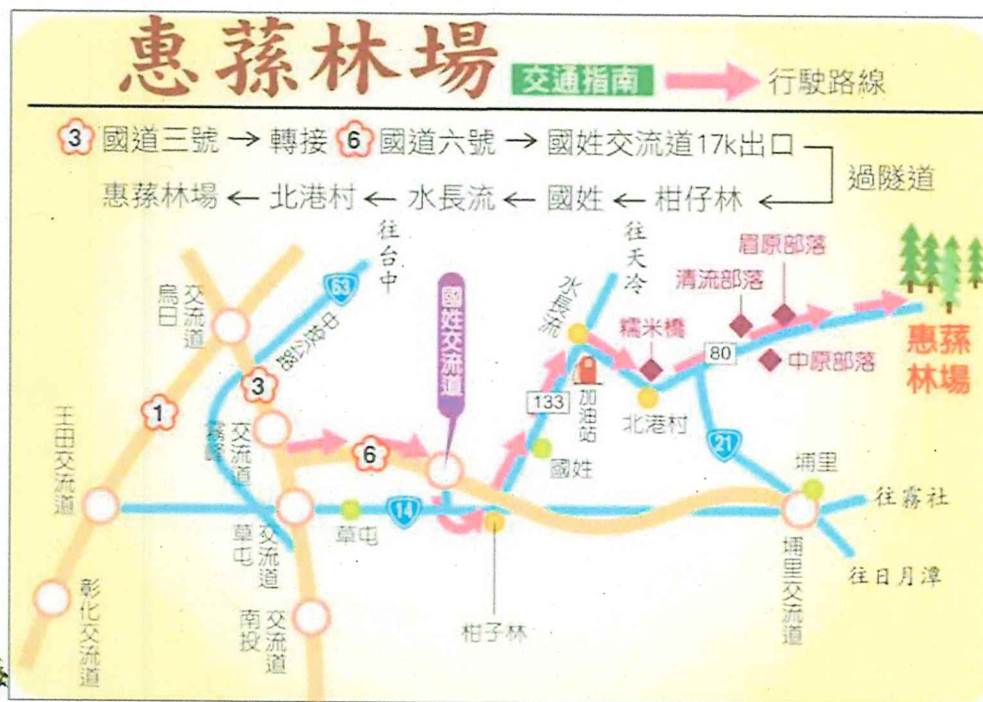 惠蓀林場
交通指南
行駛路線
3 國道三號 → 轉接 6 國道六號 → 國姓交流道17k出口
過隧道
惠蓀林場 ← 北港村 ← 水長流 ← 國姓 ← 柑仔林
往台中
往天冷
眉原部落
清流部落
63
中投公路
國姓交流道
水長流
糯米橋
80
中原部落
惠蓀
林場
烏日
交流道
3
1
133
加油站
北港村
王田交流道
霧峰
交流道
6
國姓
21
埔里
14
草屯
往霧社
草屯
交流道
往日月潭
埔里交流道
彰化交流道
南投
交流道
柑子林